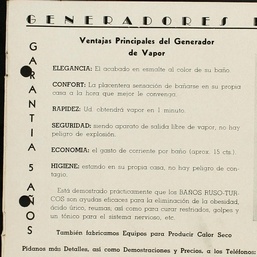 GENERADORES
GARANTIA 5 AÑOS
Ventajas Principales del Generador
de Vapor
ELEGANCIA: El acabado en esmalte al color de su baño
CONFORT: La placentera sensación de bañarse en su propia
casa a la hora que mejor le convenga.
RAPIDEZ: Ud. obtendrá vapor en 1 minuto.
SEGURIDAD: siendo aparato de salida libre de vapor, no hay
peligro de explosión.
ECONOMIA: el gasto de corriente por baño (aprox. 15 cts.).
HIGIENE: estando en su propia casa, no hay peligro de con-
tagio.
Está demostrado prácticamente que los BAÑOS RUSO-TUR-
COS son ayudas eficaces para la eliminación de la obesidad,
ácido úrico, reumas, así como para curar resfriados, golpes y
un tónico para el sistema nervioso, etc.
También fabricamos Equipos para Producir Calor Seco
Pídanos más Detalles, así como Demostraciones y Precios, a los Teléfonos: